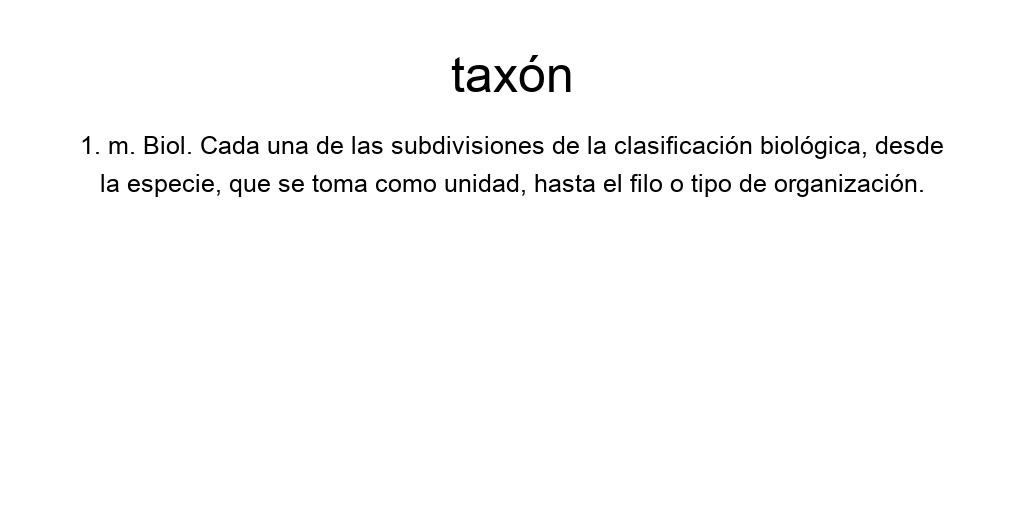 taxón
1. m. Biol. Cada una de las subdivisiones de la clasificación biológica, desde
la especie, que se toma como unidad, hasta el filo o tipo de organización.